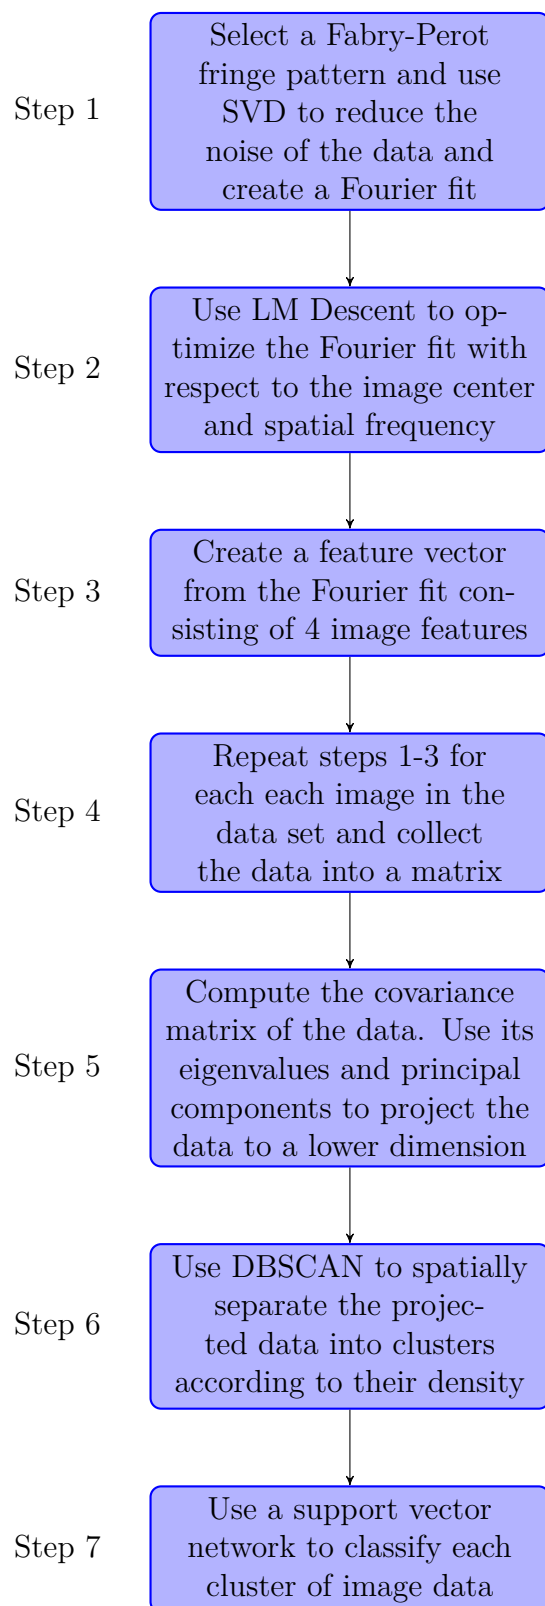 Step 1
Select a Fabry-Perot
fringe pattern and use
SVD to reduce the
noise of the data and
create a Fourier fit
Step 2
Use LM Descent to op-
timize the Fourier fit with
respect to the image center
and spatial frequency
Step 3
Create a feature vector
from the Fourier fit con-
sisting of 4 image features
Step 4
Repeat steps 1-3 for
each each image in the
data set and collect
the data into a matrix
Step 5
Compute the covariance
matrix of the data. Use its
eigenvalues and principal
components to project the
data to a lower dimension
Step 6
Use DBSCAN to spatially
separate the projec-
ted data into clusters
according to their density
Step 7
Use a support vector
network to classify each
cluster of image data